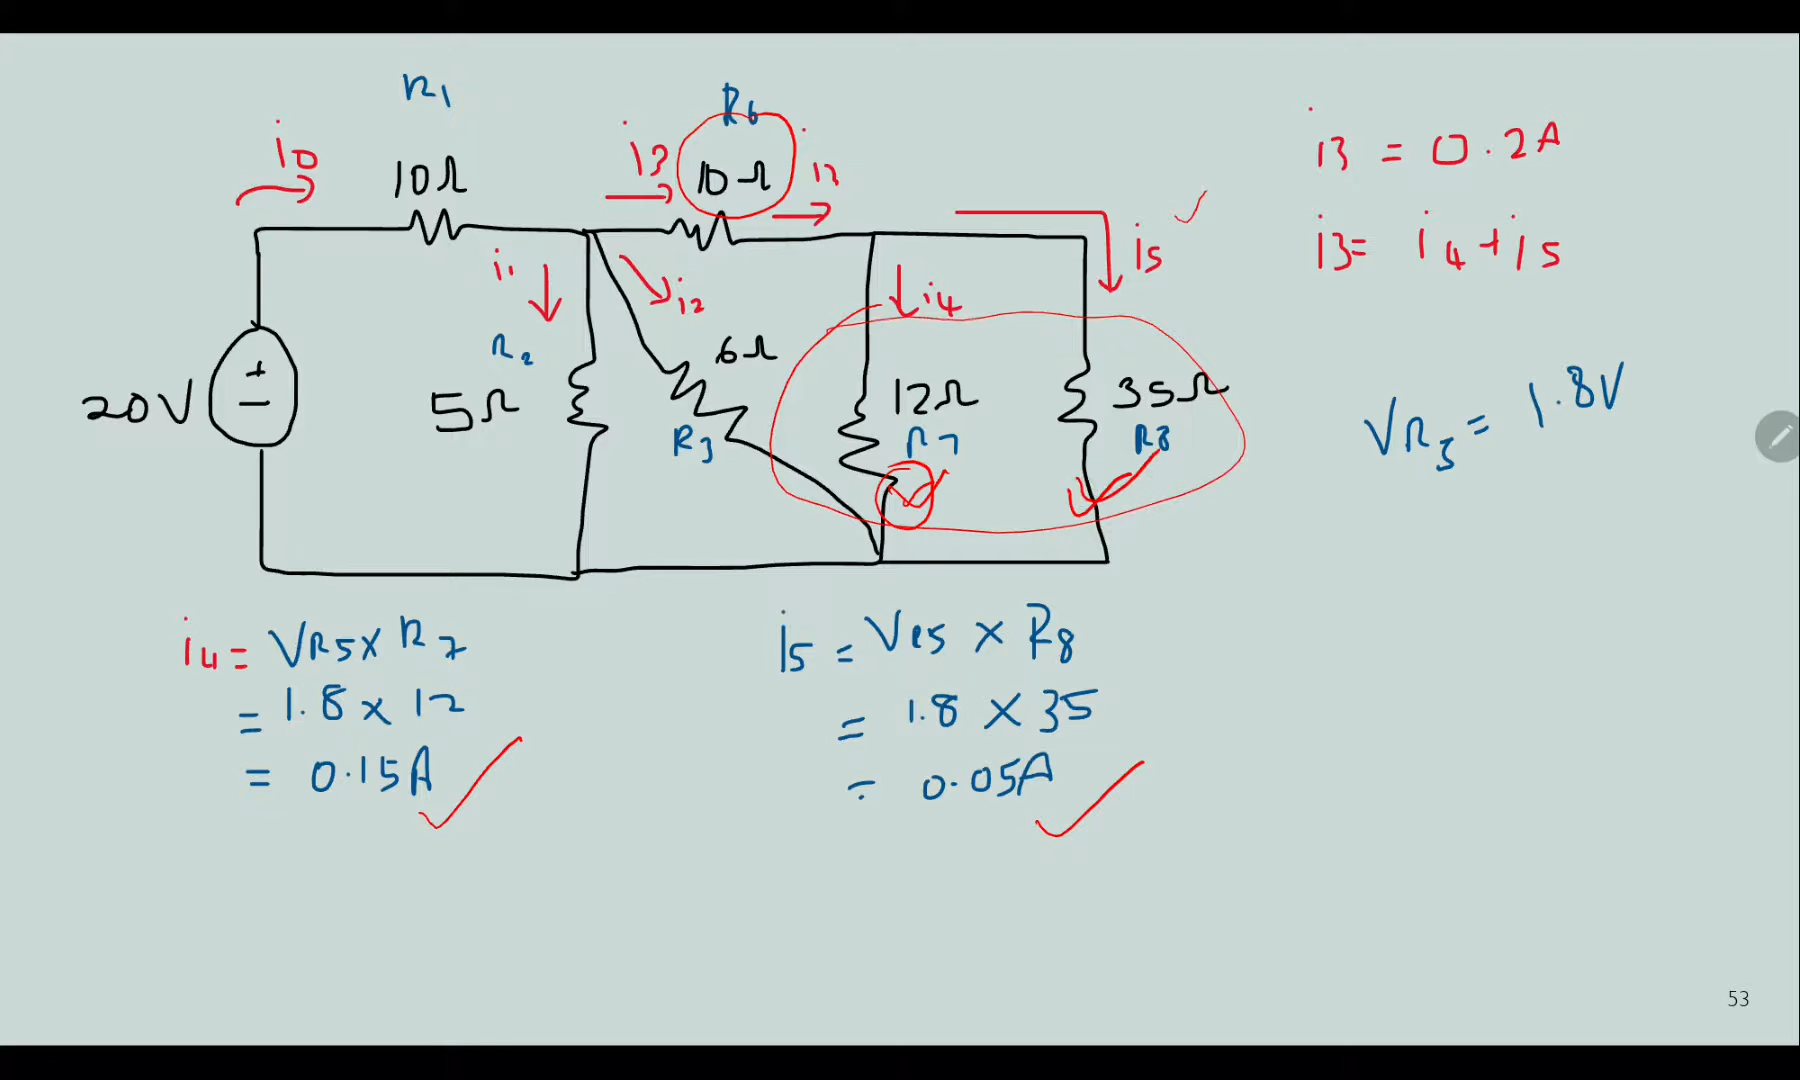 R1
R6
i0
10Ω
i3
10Ω
i3
i3 = 0.2A
i5
i3 = i4 + i5
i1
i2
i4
R2
6Ω
20V
+
−
5Ω
R3
12Ω
R7
35Ω
R8
VR5 = 1.8V
i4 = VR5 x R7
= 1.8 x 12
= 0.15A
i5 = VR5 x R8
= 1.8 x 35
= 0.05A
53